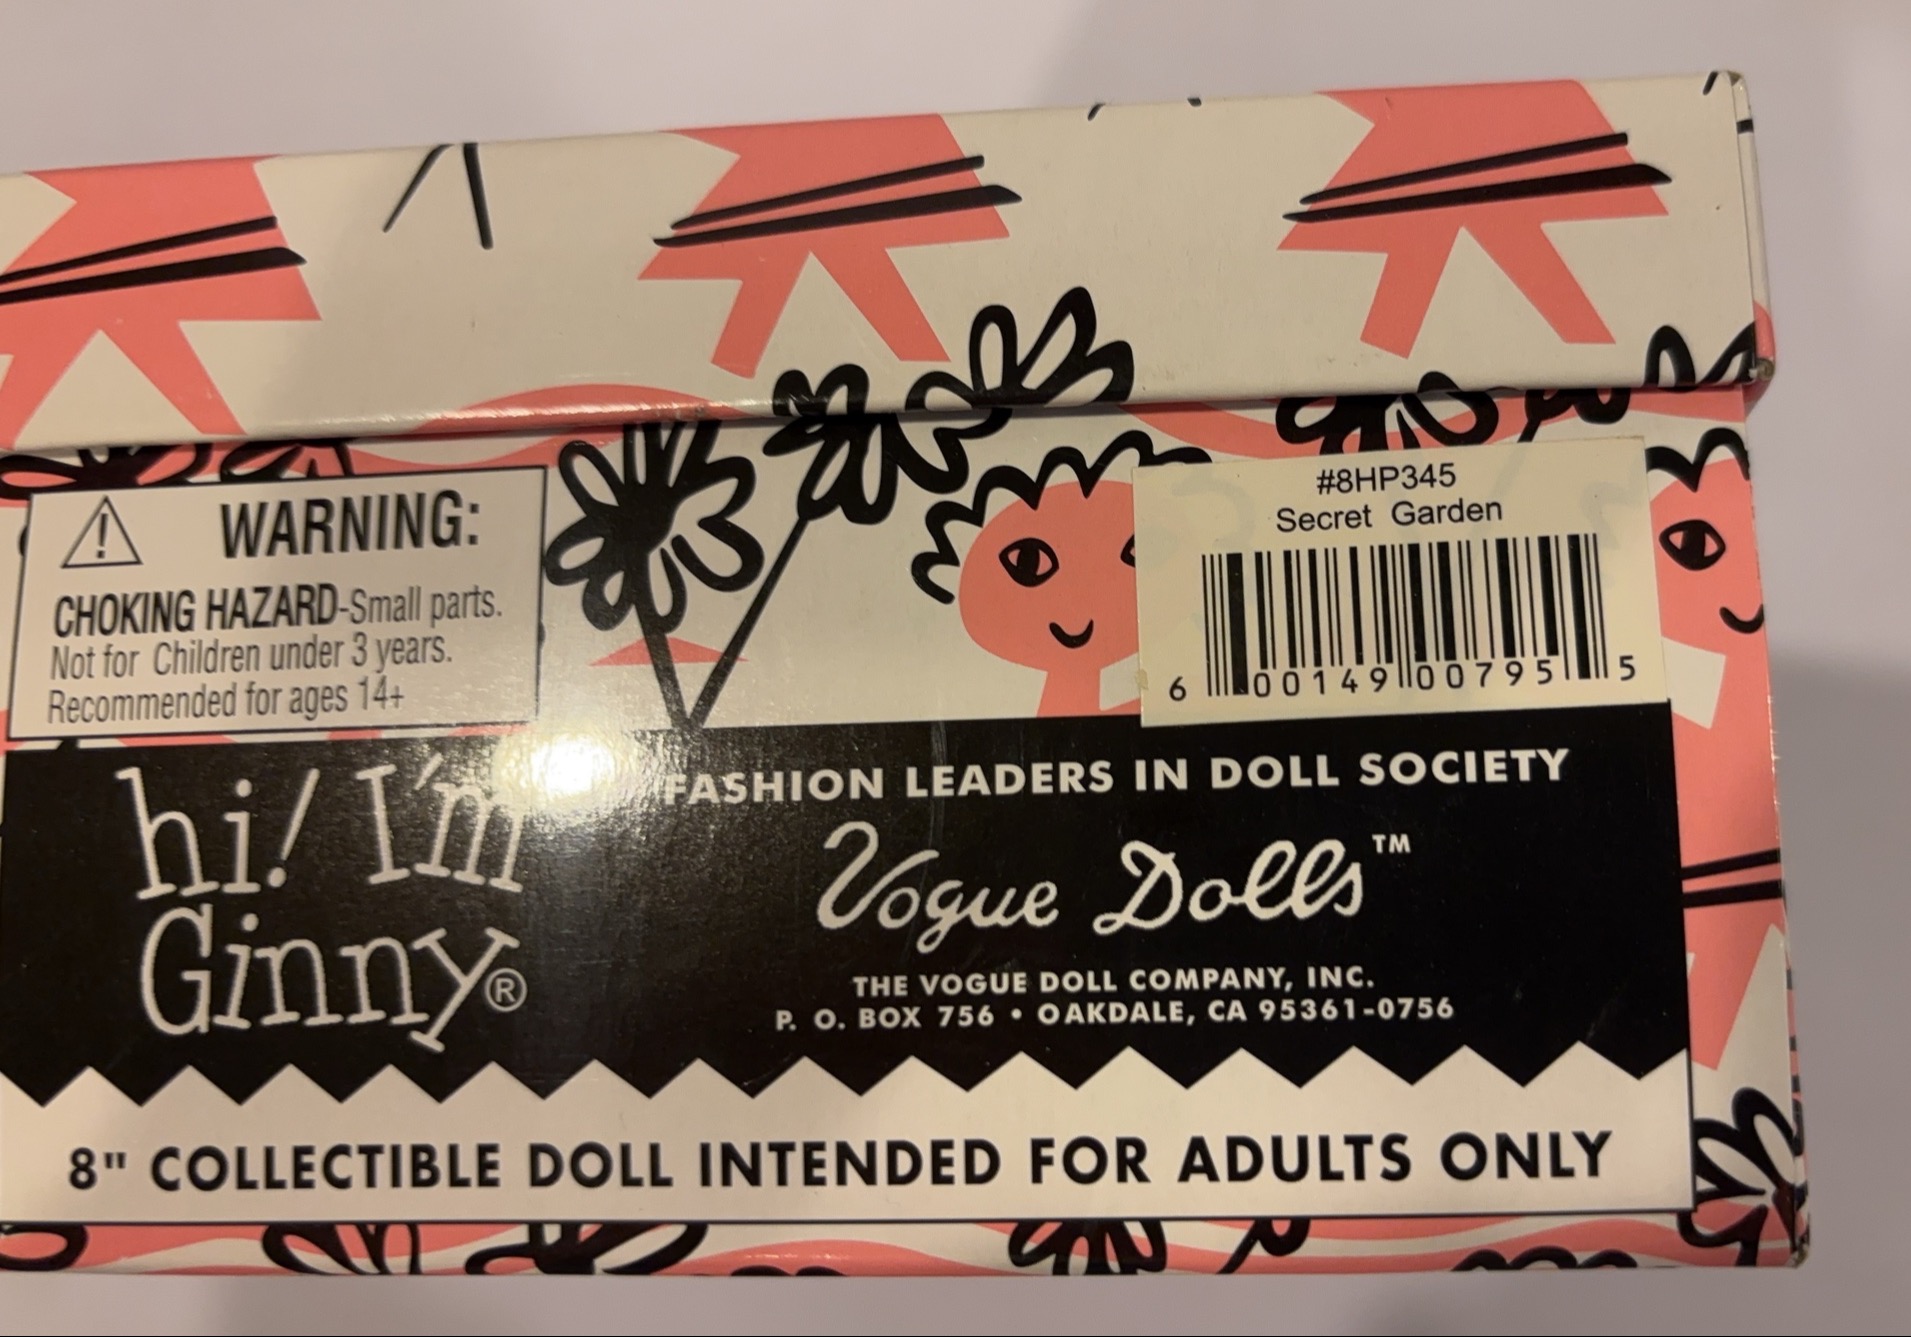 #8HP345
Secret Garden
6 00149 00795 5
WARNING:
CHOKING HAZARD-Small parts.
Not for Children under 3 years.
Recommended for ages 14+
hi! I'm
Ginny®
FASHION LEADERS IN DOLL SOCIETY
Vogue Dolls™
THE VOGUE DOLL COMPANY, INC.
P. O. BOX 756 • OAKDALE, CA 95361-0756
8" COLLECTIBLE DOLL INTENDED FOR ADULTS ONLY